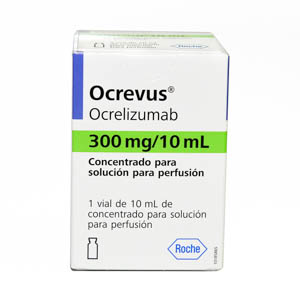 Ocrevus®
Ocrelizumab
300 mg/10 mL
Concentrado para
solución para perfusión
1 vial de 10 mL de
concentrado para solución
para perfusión
Roche